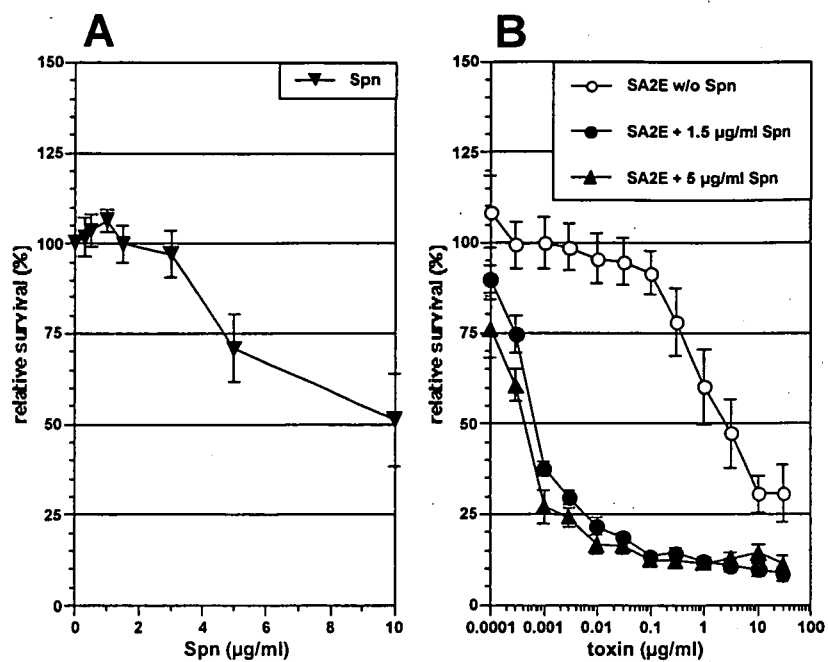 A
B
Spn
SA2E w/o Spn
SA2E + 1.5 µg/ml Spn
SA2E + 5 µg/ml Spn
relative survival (%)
150
125
100
75
50
25
0
0 2 4 6 8 10
Spn (µg/ml)
relative survival (%)
150
125
100
75
50
25
0
0.0001 0.001 0.01 0.1 1 10 100
toxin (µg/ml)